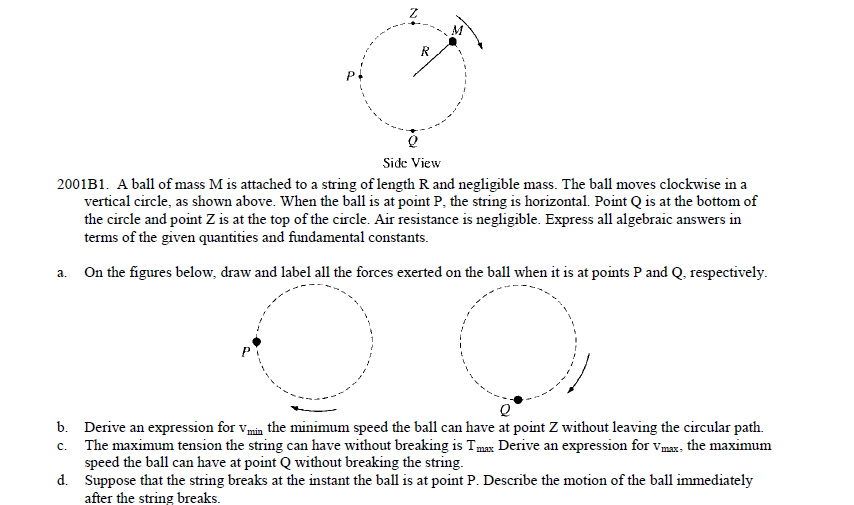 Z
M
R
P
Q
Side View
2001B1. A ball of mass M is attached to a string of length R and negligible mass. The ball moves clockwise in a
vertical circle, as shown above. When the ball is at point P, the string is horizontal. Point Q is at the bottom of
the circle and point Z is at the top of the circle. Air resistance is negligible. Express all algebraic answers in
terms of the given quantities and fundamental constants.
a. On the figures below, draw and label all the forces exerted on the ball when it is at points P and Q, respectively.
P
Q
b. Derive an expression for vmin the minimum speed the ball can have at point Z without leaving the circular path.
c. The maximum tension the string can have without breaking is Tmax Derive an expression for vmax, the maximum
speed the ball can have at point Q without breaking the string.
d. Suppose that the string breaks at the instant the ball is at point P. Describe the motion of the ball immediately
after the string breaks.